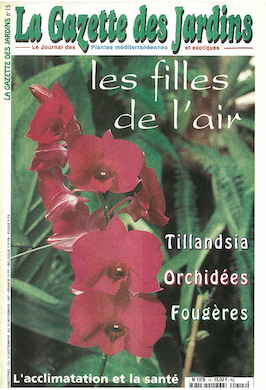 La Gazette des Jardins
Le Journal des Plantes méditerranéennes et exotiques
LA GAZETTE DES JARDINS n°15
les filles
de l'air
Tillandsia
Orchidées
Fougères
L'acclimatation et la santé